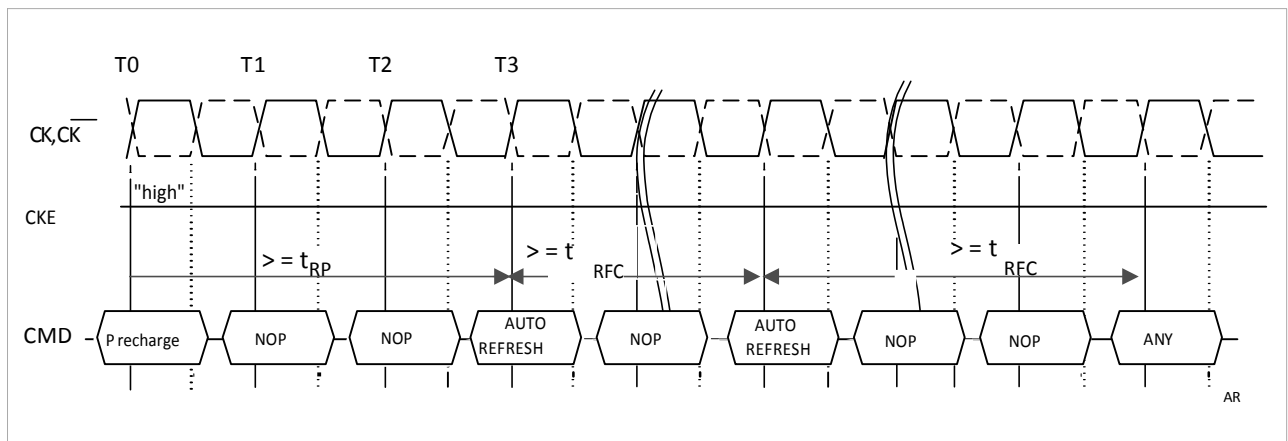 T0 T1 T2 T3
CK,CK
"high"
CKE
> = tRP > = t RFC > = t RFC
CMD Precharge NOP NOP AUTO REFRESH NOP AUTO REFRESH NOP NOP ANY
AR